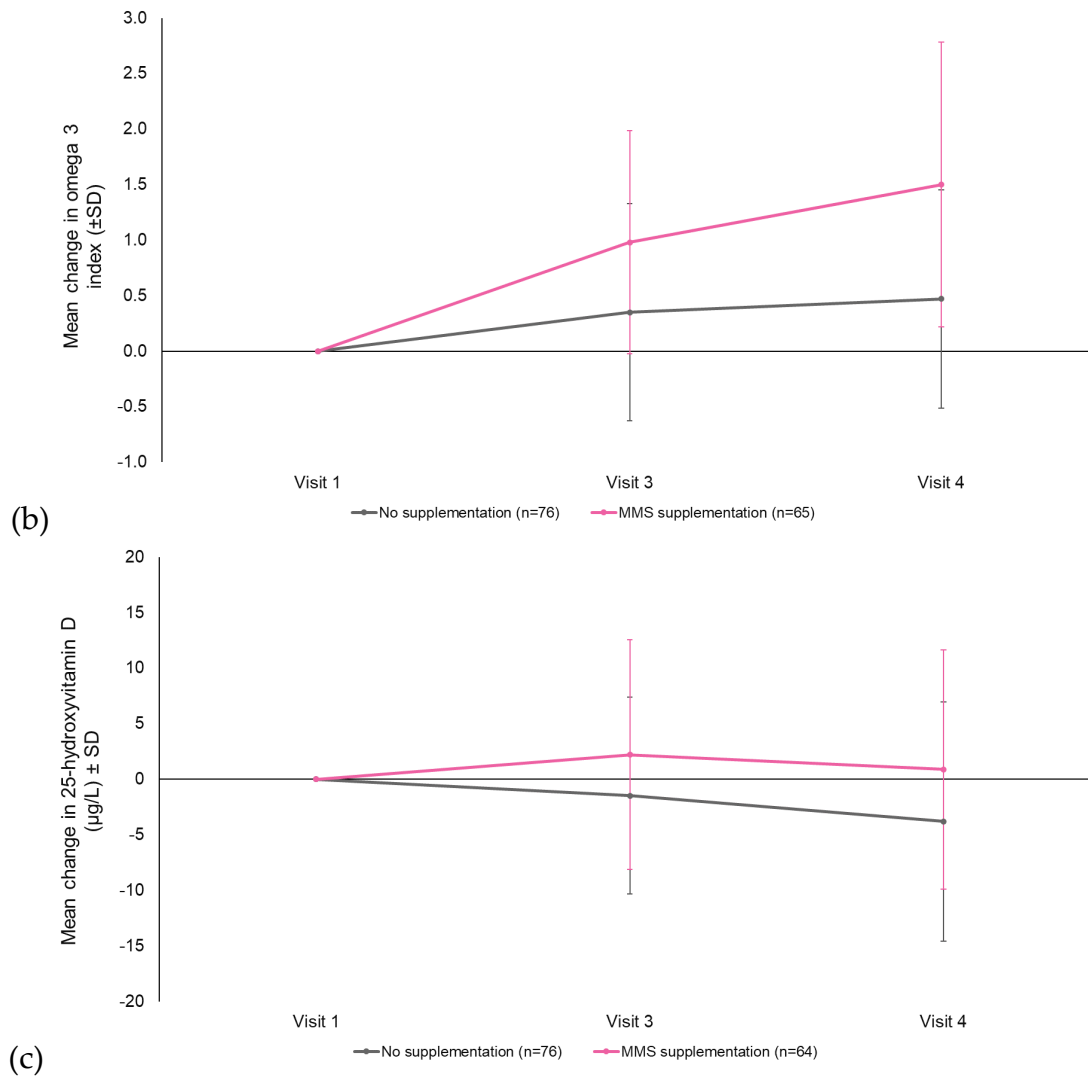 3.0
2.5
2.0
1.5
1.0
0.5
0.0
-0.5
-1.0
Mean change in omega 3
index (±SD)
Visit 1 Visit 3 Visit 4
No supplementation (n=76) MMS supplementation (n=65)
(b)
20
15
10
5
0
-5
-10
-15
-20
Mean change in 25-hydroxyvitamin D
(µg/L) ± SD
Visit 1 Visit 3 Visit 4
No supplementation (n=76) MMS supplementation (n=64)
(c)